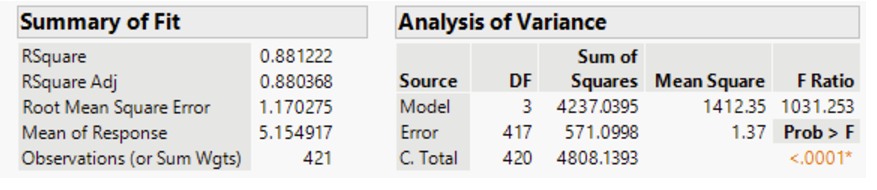 Summary of Fit
RSquare 0.881222
RSquare Adj 0.880368
Root Mean Square Error 1.170275
Mean of Response 5.154917
Observations (or Sum Wgts) 421
Analysis of Variance
Sum of
Source DF Squares Mean Square F Ratio
Model 3 4237.0395 1412.35 1031.253
Error 417 571.0998 1.37 Prob > F
C. Total 420 4808.1393 <.0001*